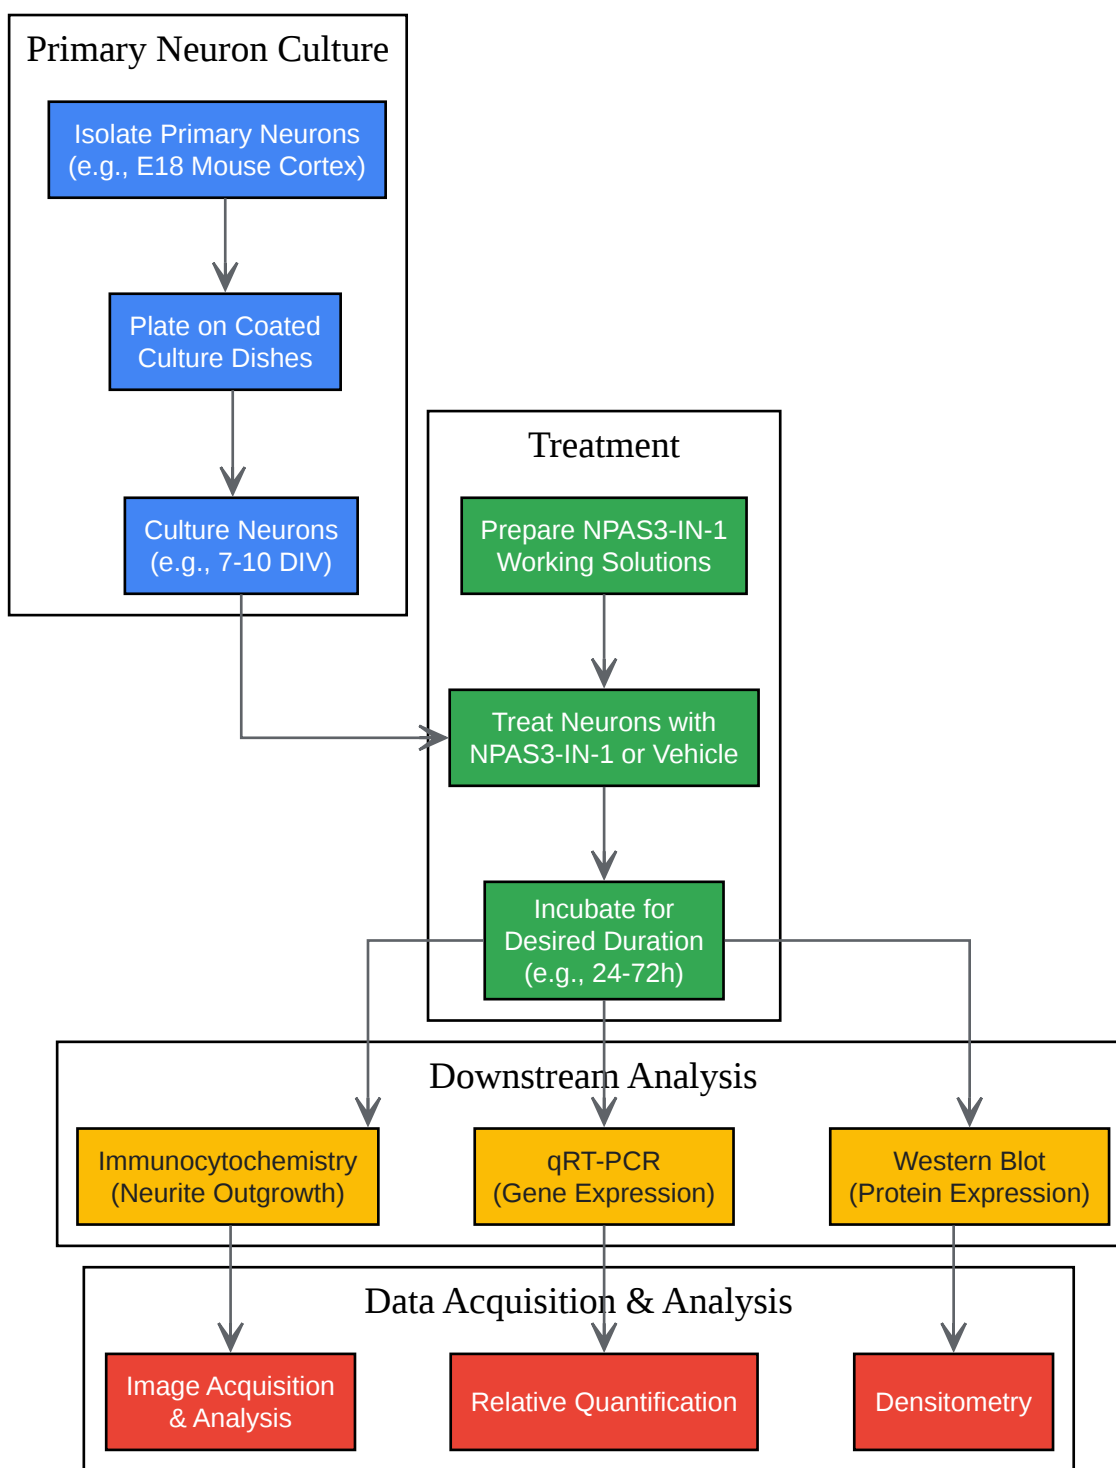 Primary Neuron Culture
Isolate Primary Neurons
(e.g., E18 Mouse Cortex)
Plate on Coated
Culture Dishes
Culture Neurons
(e.g., 7-10 DIV)
Treatment
Prepare NPAS3-IN-1
Working Solutions
Treat Neurons with
NPAS3-IN-1 or Vehicle
Incubate for
Desired Duration
(e.g., 24-72h)
Downstream Analysis
Immunocytochemistry
(Neurite Outgrowth)
qRT-PCR
(Gene Expression)
Western Blot
(Protein Expression)
Data Acquisition & Analysis
Image Acquisition
& Analysis
Relative Quantification
Densitometry